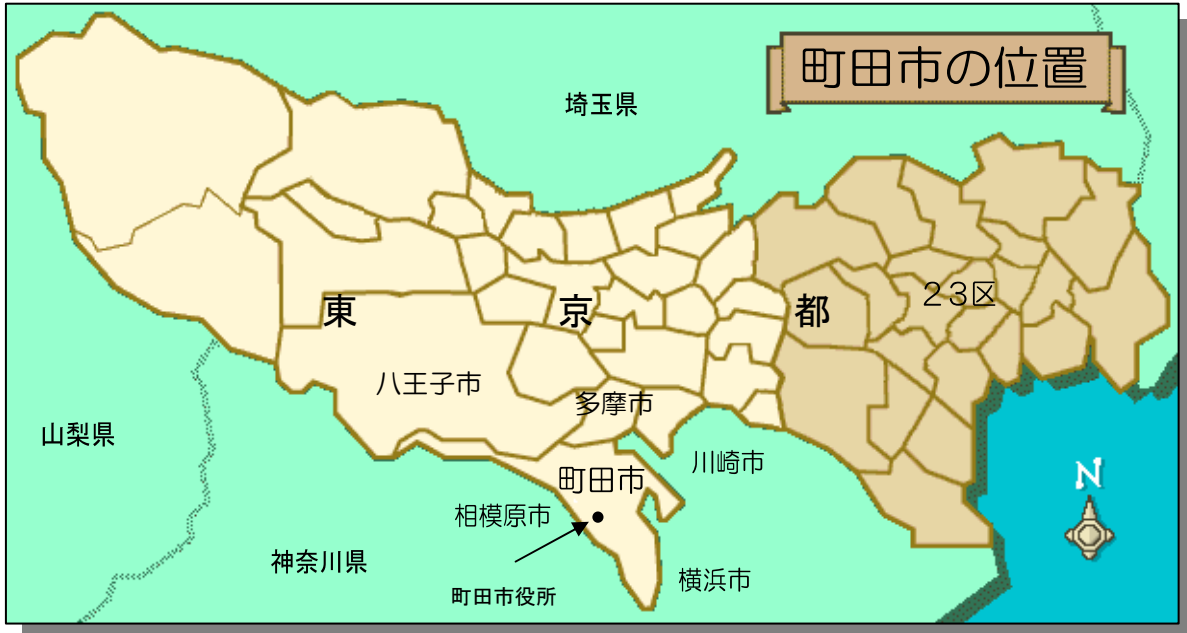 町田市の位置
埼玉県
東京都
23区
八王子市
多摩市
山梨県
川崎市
町田市
N
相模原市
神奈川県
横浜市
町田市役所